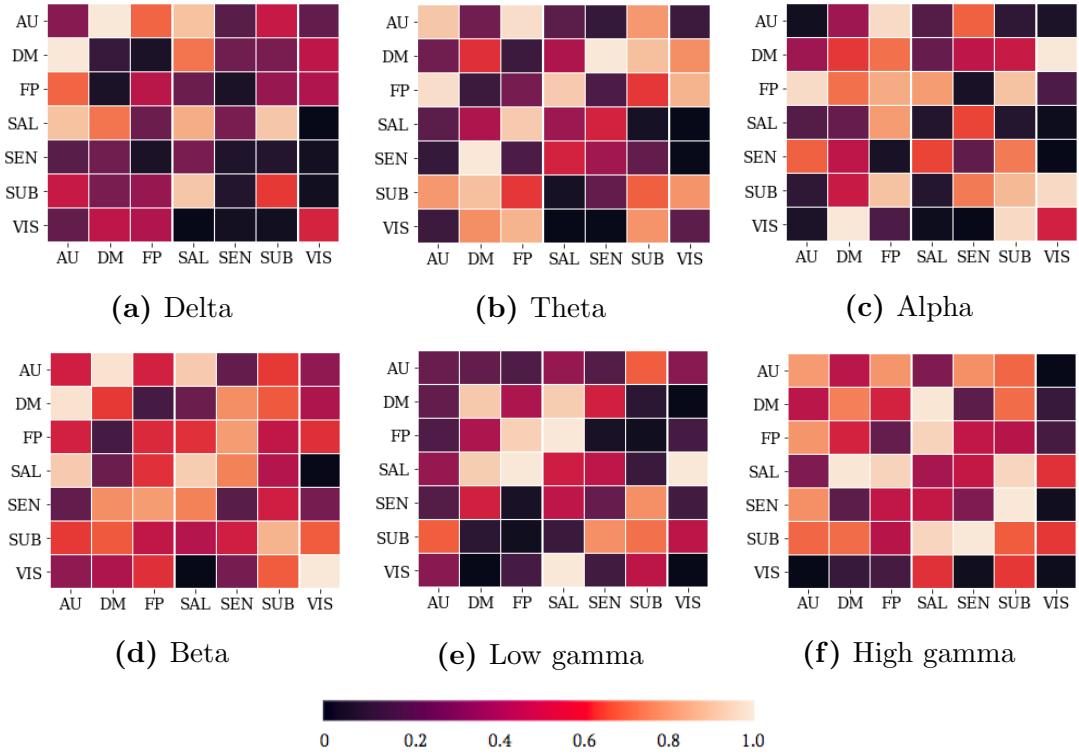 AU
DM
FP
SAL
SEN
SUB
VIS
AU DM FP SAL SEN SUB VIS
(a) Delta
AU
DM
FP
SAL
SEN
SUB
VIS
AU DM FP SAL SEN SUB VIS
(b) Theta
AU
DM
FP
SAL
SEN
SUB
VIS
AU DM FP SAL SEN SUB VIS
(c) Alpha
AU
DM
FP
SAL
SEN
SUB
VIS
AU DM FP SAL SEN SUB VIS
(d) Beta
AU
DM
FP
SAL
SEN
SUB
VIS
AU DM FP SAL SEN SUB VIS
(e) Low gamma
AU
DM
FP
SAL
SEN
SUB
VIS
AU DM FP SAL SEN SUB VIS
(f) High gamma
0 0.2 0.4 0.6 0.8 1.0